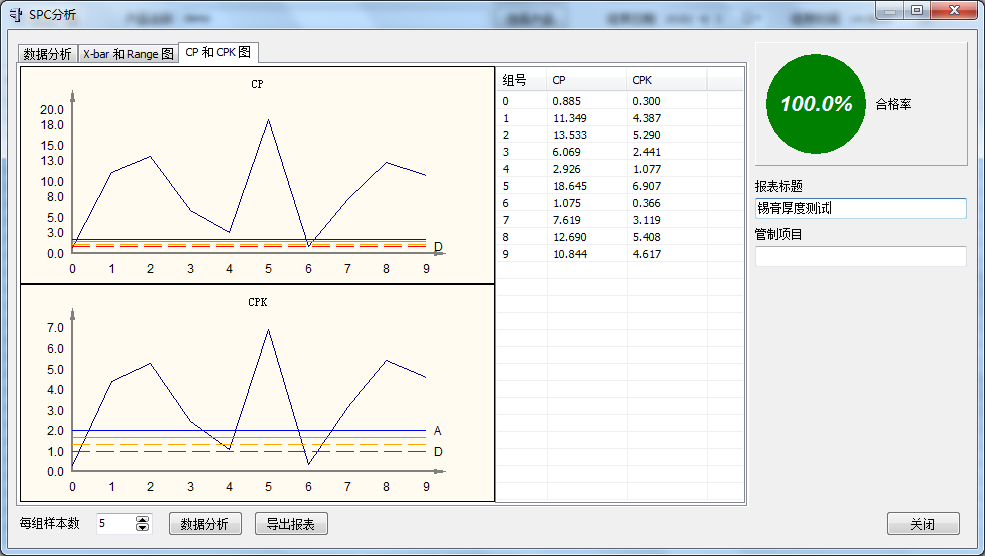 SPC分析
数据分析 X-bar 和 Range 图 CP 和 CPK 图
CP
20.0
18.0
15.0
13.0
10.0
8.0
5.0
3.0
0.0
D
0 1 2 3 4 5 6 7 8 9
CPK
7.0
6.0
5.0
4.0
3.0
2.0
1.0
0.0
A
D
0 1 2 3 4 5 6 7 8 9
组号 CP CPK
0 0.885 0.300
1 11.349 4.387
2 13.533 5.290
3 6.069 2.441
4 2.926 1.077
5 18.645 6.907
6 1.075 0.366
7 7.619 3.119
8 12.690 5.408
9 10.844 4.617
100.0% 合格率
报表标题
锡膏厚度测试
管制项目
每组样本数 5 数据分析 导出报表 关闭